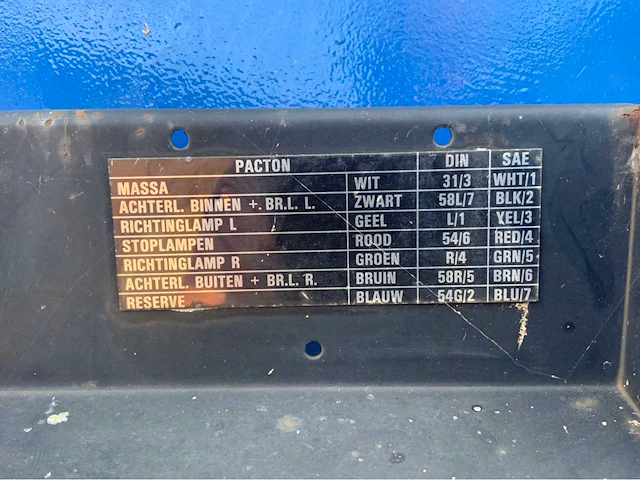 PACTON DIN SAE
MASSA WIT 31/3 WHT/1
ACHTERL. BINNEN + BR.L. L. ZWART 58L/7 BLK/2
RICHTINGLAMP L GEEL L/1 YEL/3
STOPLAMPEN ROOD 54/6 RED/4
RICHTINGLAMP R GROEN R/4 GRN/5
ACHTERL. BUITEN + BR.L. R. BRUIN 58R/5 BRN/6
RESERVE BLAUW 54G/2 BLU/7